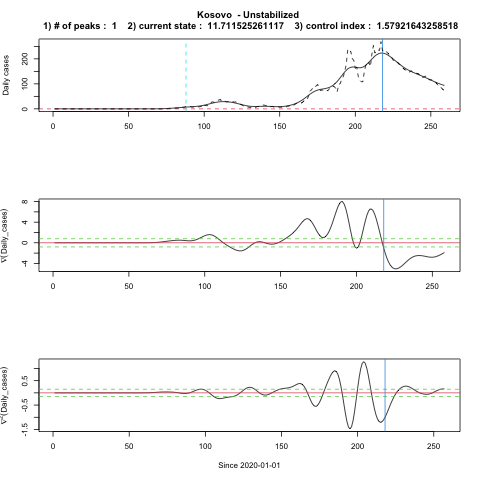 Kosovo - Unstabilized
1) # of peaks : 1 2) current state : 11.711525261117 3) control index : 1.57921643258518
Daily cases
200
100
0
0 50 100 150 200 250
∇(Daily_cases)
8
4
0
-4
0 50 100 150 200 250
∇²(Daily_cases)
0.5
-0.5
-1.5
0 50 100 150 200 250
Since 2020-01-01